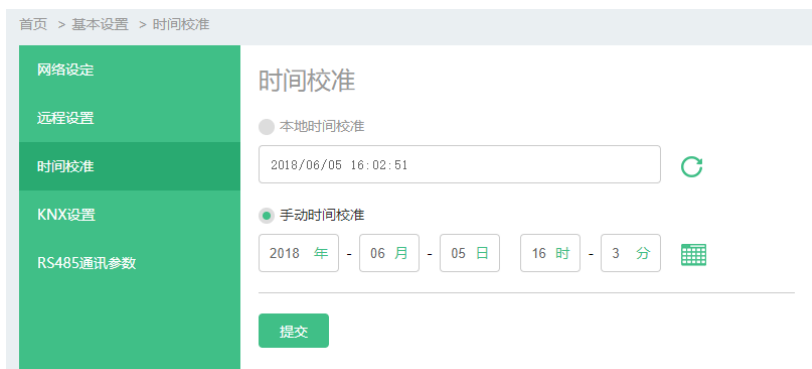 首页 > 基本设置 > 时间校准
网络设定
远程设置
时间校准
KNX设置
RS485通讯参数
时间校准
本地时间校准
2018/06/05 16:02:51
手动时间校准
2018 年 - 06 月 - 05 日 16 时 - 3 分
提交